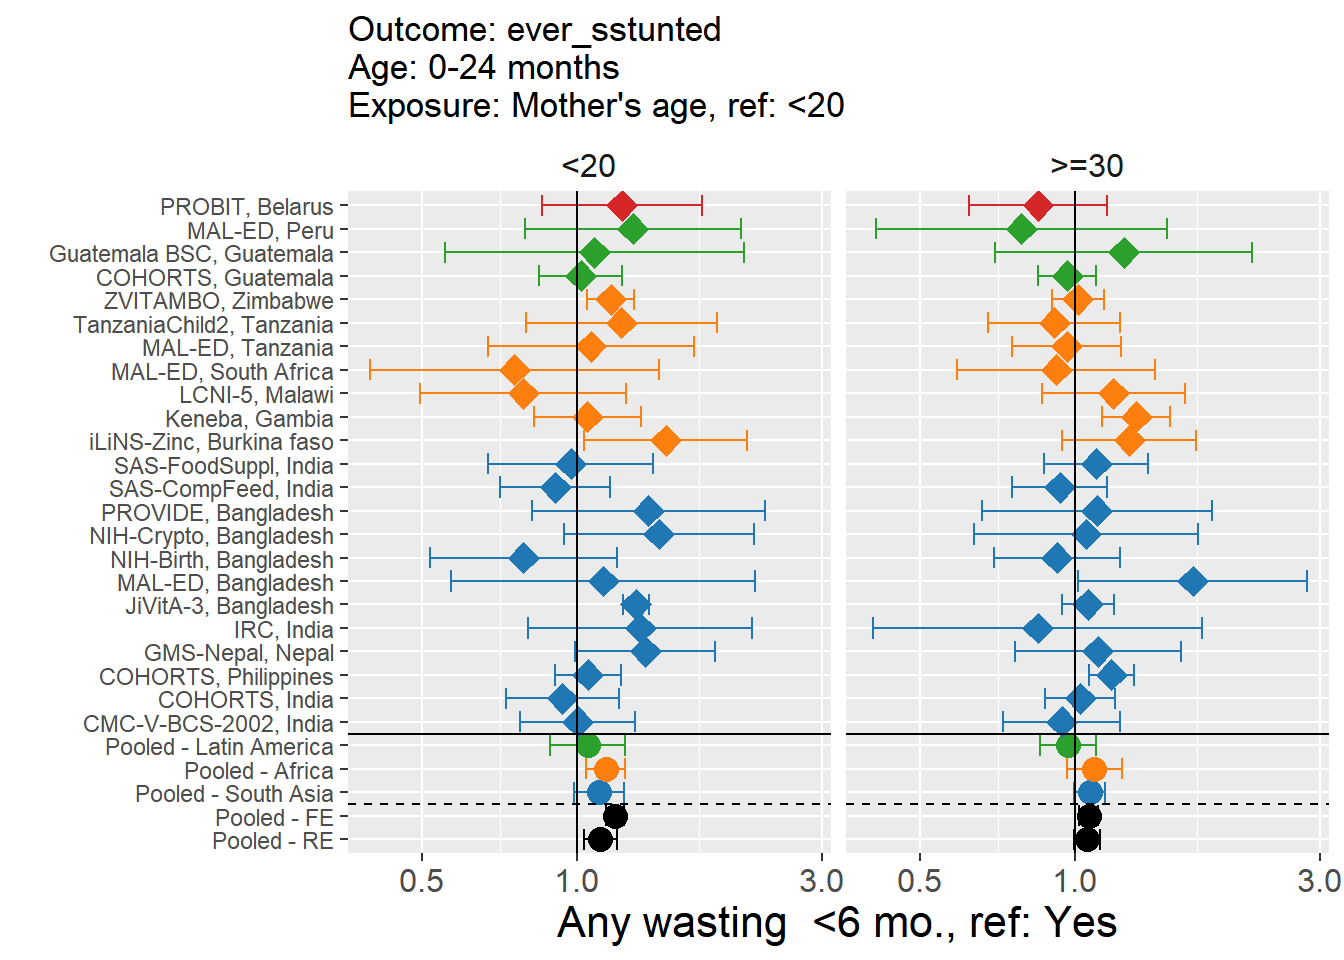 Outcome: ever_sstunted
Age: 0-24 months
Exposure: Mother's age, ref: <20
<20
>=30
PROBIT, Belarus
MAL-ED, Peru
Guatemala BSC, Guatemala
COHORTS, Guatemala
ZVITAMBO, Zimbabwe
TanzaniaChild2, Tanzania
MAL-ED, Tanzania
MAL-ED, South Africa
LCNI-5, Malawi
Keneba, Gambia
iLiNS-Zinc, Burkina faso
SAS-FoodSuppl, India
SAS-CompFeed, India
PROVIDE, Bangladesh
NIH-Crypto, Bangladesh
NIH-Birth, Bangladesh
MAL-ED, Bangladesh
JiVitA-3, Bangladesh
IRC, India
GMS-Nepal, Nepal
COHORTS, Philippines
COHORTS, India
CMC-V-BCS-2002, India
Pooled - Latin America
Pooled - Africa
Pooled - South Asia
Pooled - FE
Pooled - RE
0.5 1.0 3.0 0.5 1.0 3.0
Any wasting  <6 mo., ref: Yes